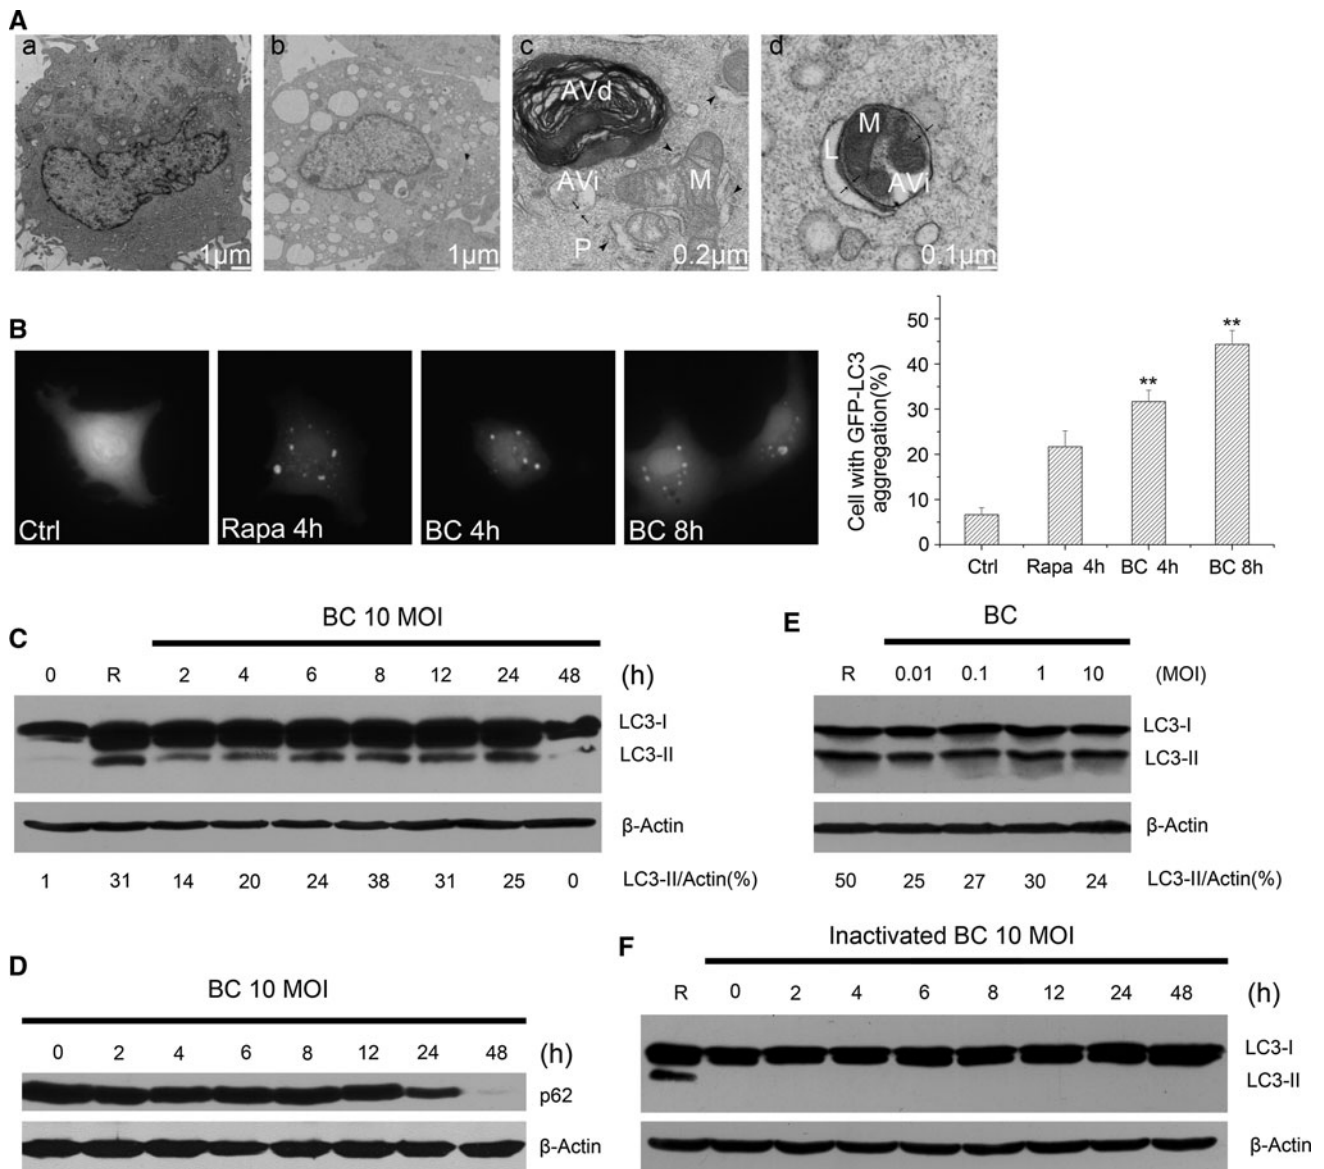 A
a
b
c
d
AVd
AVi
M
P
M
L
AVi
1µm
1µm
0.2µm
0.1µm
B
Ctrl
Rapa 4h
BC 4h
BC 8h
Cell with GFP-LC3
aggregation(%)
50
40
30
20
10
0
**
**
Ctrl
Rapa 4h
BC 4h
BC 8h
C
BC 10 MOI
0 R 2 4 6 8 12 24 48 (h)
LC3-I
LC3-II
β-Actin
1 31 14 20 24 38 31 25 0 LC3-II/Actin(%)
E
BC
R 0.01 0.1 1 10 (MOI)
LC3-I
LC3-II
β-Actin
50 25 27 30 24 LC3-II/Actin(%)
D
BC 10 MOI
0 2 4 6 8 12 24 48 (h)
p62
β-Actin
F
Inactivated BC 10 MOI
R 0 2 4 6 8 12 24 48 (h)
LC3-I
LC3-II
β-Actin